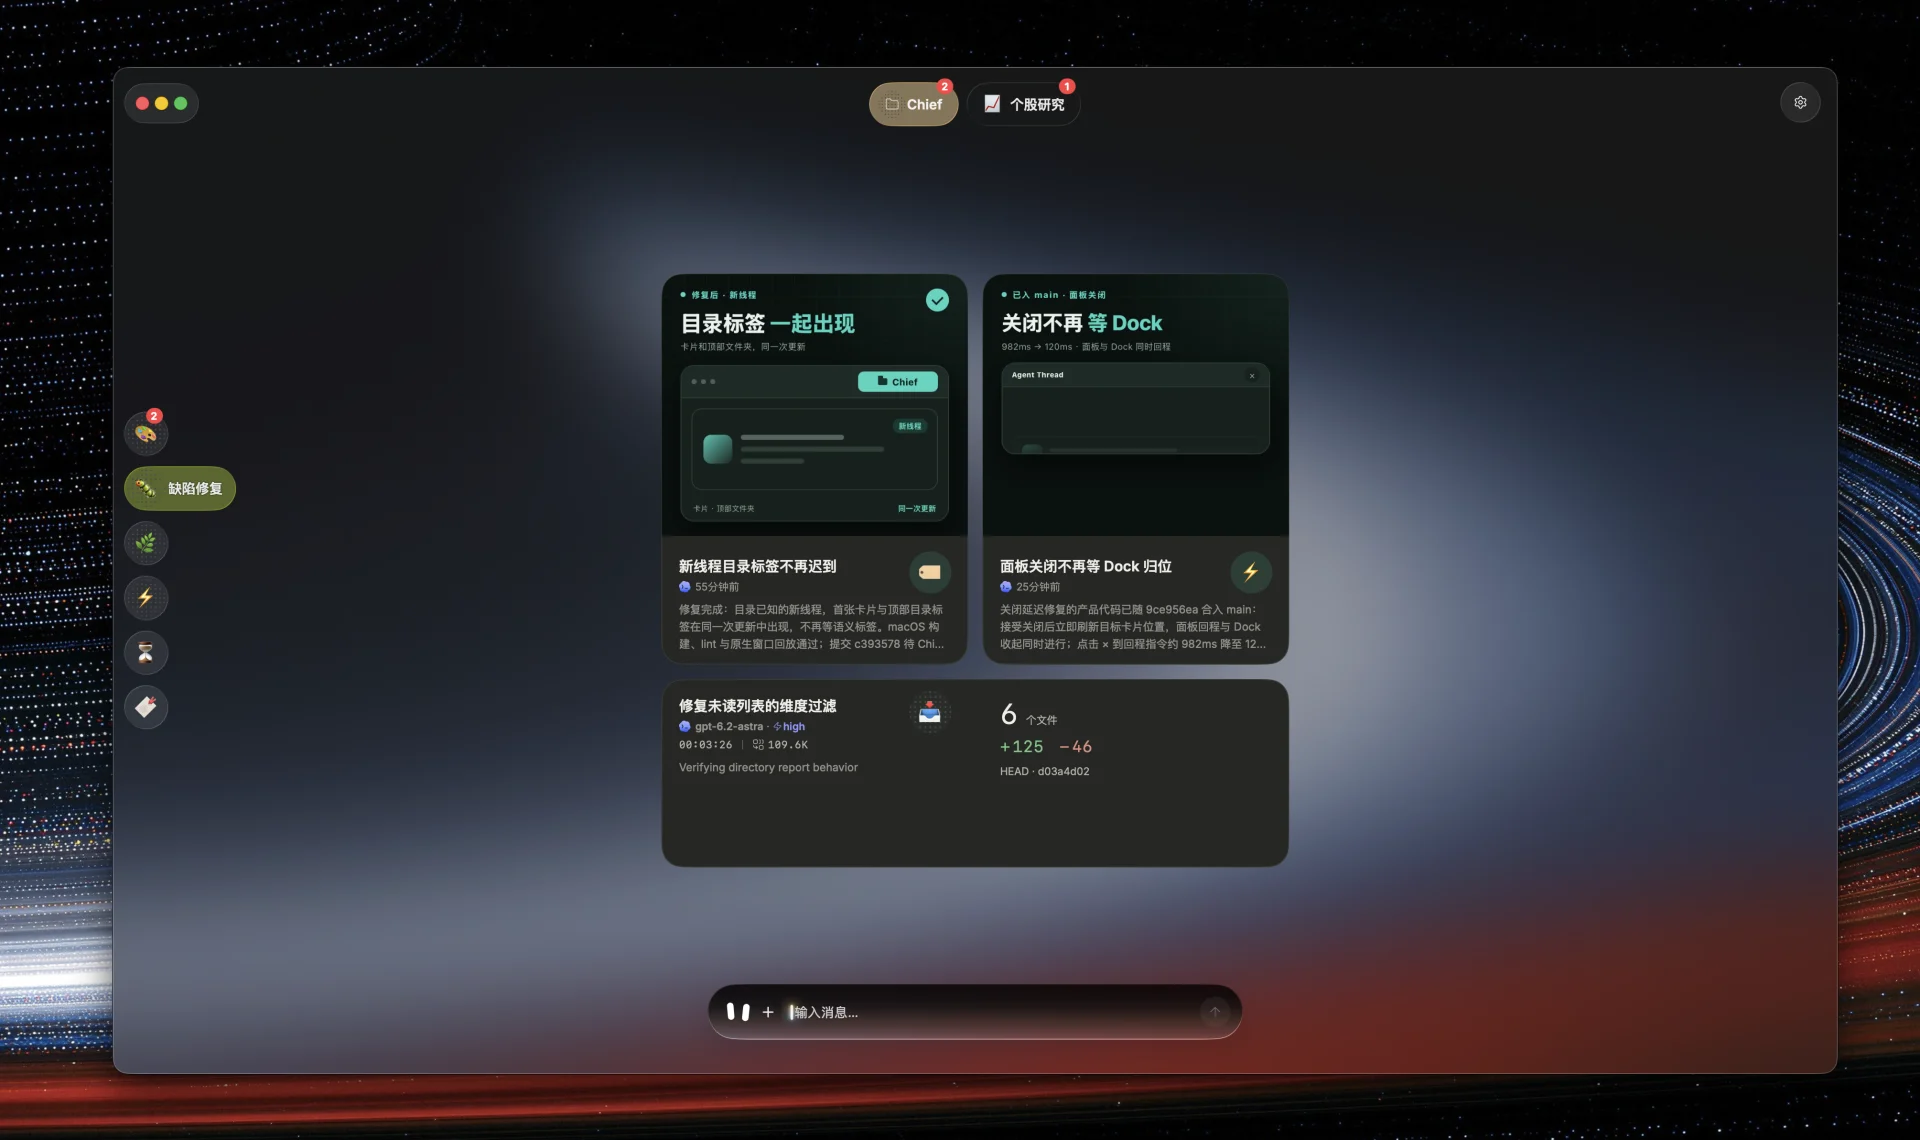 2
1
Chief
个股研究
2
缺陷修复
修复后 · 新线程
目录标签 一起出现
卡片和顶部文件夹，同一次更新
Chief
新线程
卡片 · 顶部文件夹
同一次更新
新线程目录标签不再迟到
55分钟前
修复完成：目录已知的新线程，首张卡片与顶部目录标
签在同一次更新中出现，不再等语义标签。macOS 构
建、lint 与原生窗口回放通过；提交 c393578 待 Chi...
已入 main · 面板关闭
关闭不再 等 Dock
982ms → 120ms · 面板与 Dock 同时回程
Agent Thread
×
面板关闭不再等 Dock 归位
25分钟前
关闭延迟修复的产品代码已随 9ce956ea 合入 main：
接受关闭后立即刷新目标卡片位置，面板回程与 Dock
收起同时进行；点击 × 到回程指令约 982ms 降至 12...
修复未读列表的维度过滤
gpt-6.2-astra · high
00:03:26 | 109.6K
Verifying directory report behavior
6 个文件
+125 −46
HEAD · d03a4d02
输入消息...